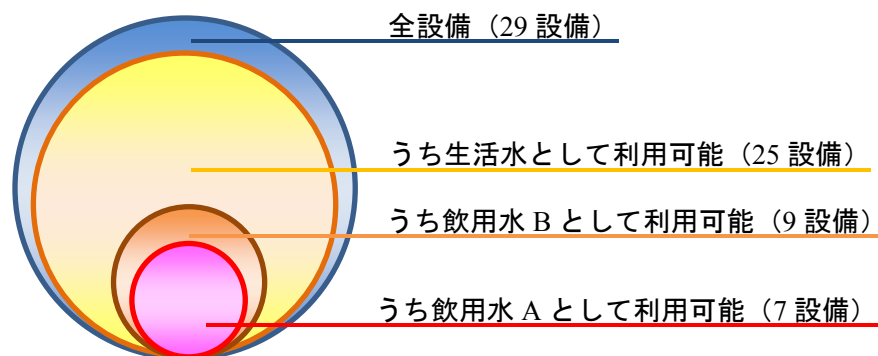 全設備（29 設備）
うち生活水として利用可能（25 設備）
うち飲用水 B として利用可能（9 設備）
うち飲用水 A として利用可能（7 設備）